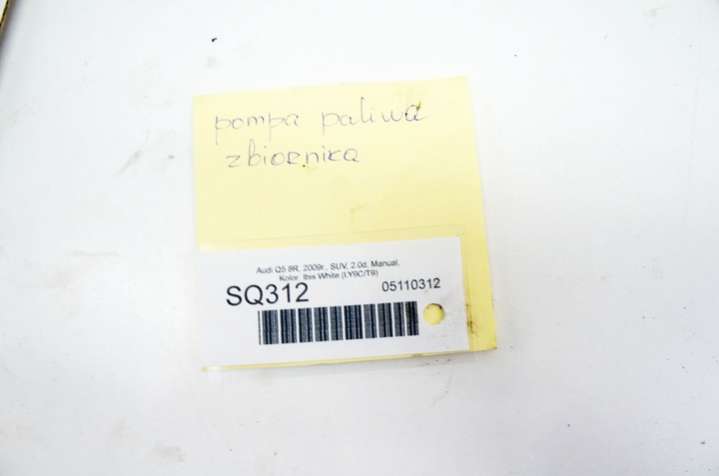 pompa paliwa
zbiornika
Audi Q5 8R, 2009r., SUV, 2.0d, Manual,
Kolor: Ibis White (LY9C/T9)
SQ312
05110312